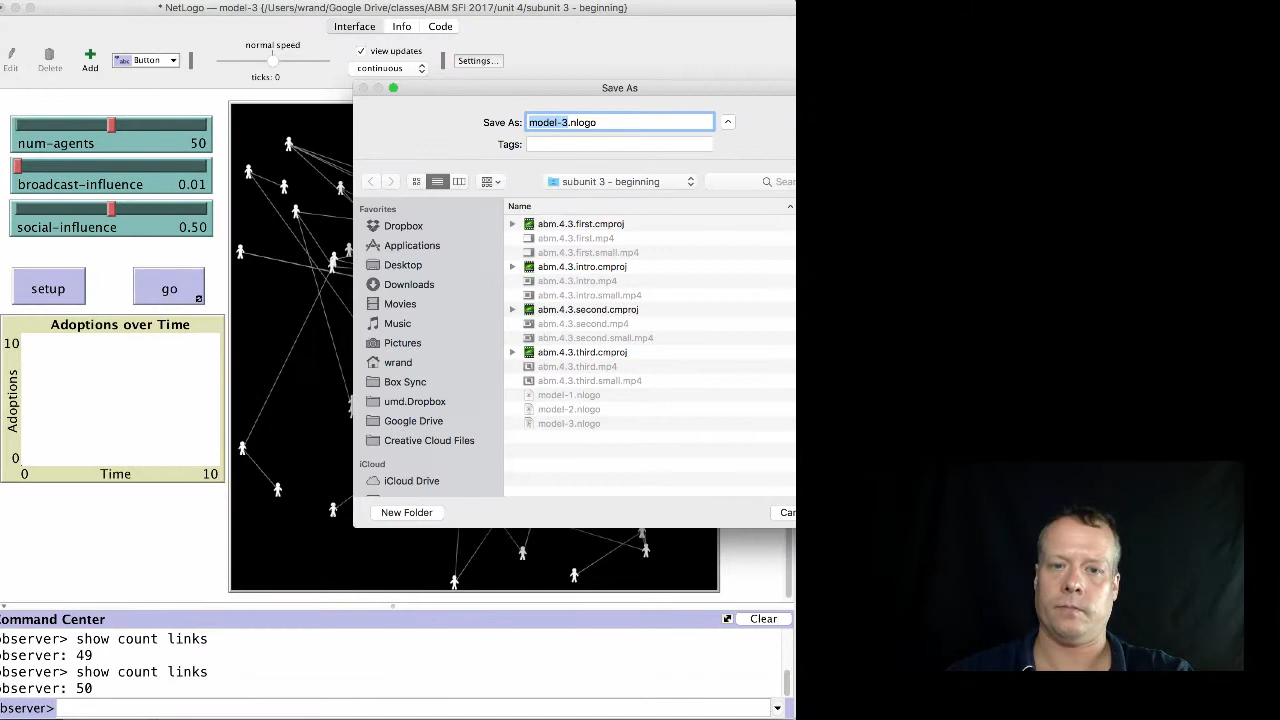 * NetLogo — model-3 {/Users/wrand/Google Drive/classes/ABM SFI 2017/unit 4/subunit 3 - beginning}
Interface Info Code
Edit Delete Add
abc Button
normal speed
ticks: 0
view updates
continuous
Settings...
Save As
Save As: model-3.nlogo
Tags:
subunit 3 - beginning
Sear
num-agents 50
broadcast-influence 0.01
social-influence 0.50
setup go
Adoptions over Time
10
Adoptions
0
0 Time 10
Favorites
Dropbox
Applications
Desktop
Downloads
Movies
Music
Pictures
wrand
Box Sync
umd.Dropbox
Google Drive
Creative Cloud Files
iCloud
iCloud Drive
Name
abm.4.3.first.cmproj
abm.4.3.first.mp4
abm.4.3.first.small.mp4
abm.4.3.intro.cmproj
abm.4.3.intro.mp4
abm.4.3.intro.small.mp4
abm.4.3.second.cmproj
abm.4.3.second.mp4
abm.4.3.second.small.mp4
abm.4.3.third.cmproj
abm.4.3.third.mp4
abm.4.3.third.small.mp4
model-1.nlogo
model-2.nlogo
model-3.nlogo
New Folder
Can
Command Center Clear
observer> show count links
observer: 49
observer> show count links
observer: 50
bserver>